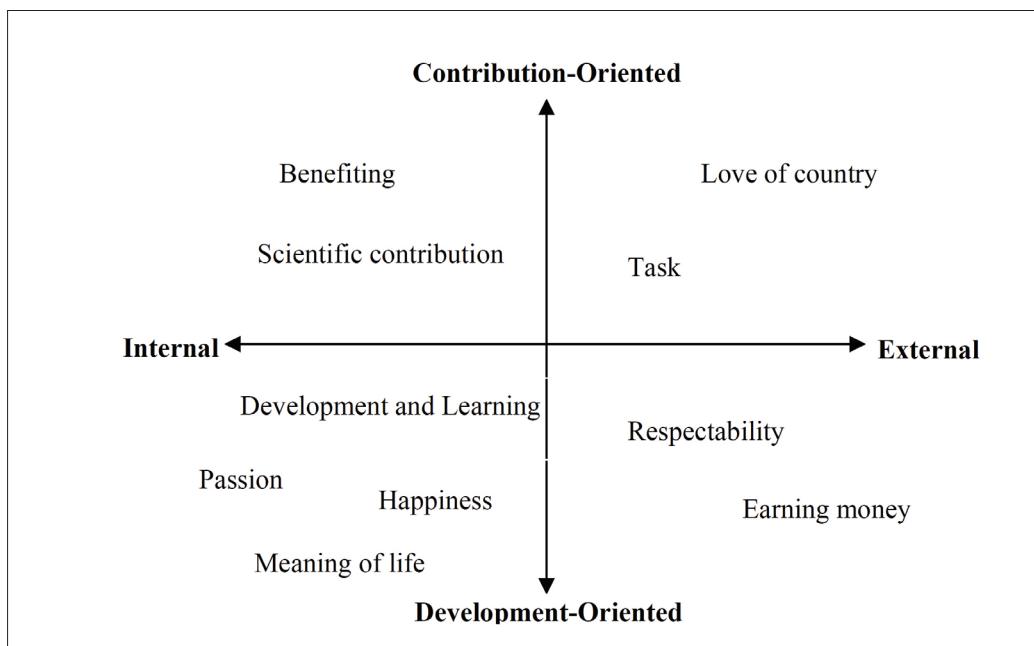 Contribution-Oriented
Benefiting
Love of country
Scientific contribution
Task
Internal
External
Development and Learning
Respectability
Passion
Happiness
Earning money
Meaning of life
Development-Oriented